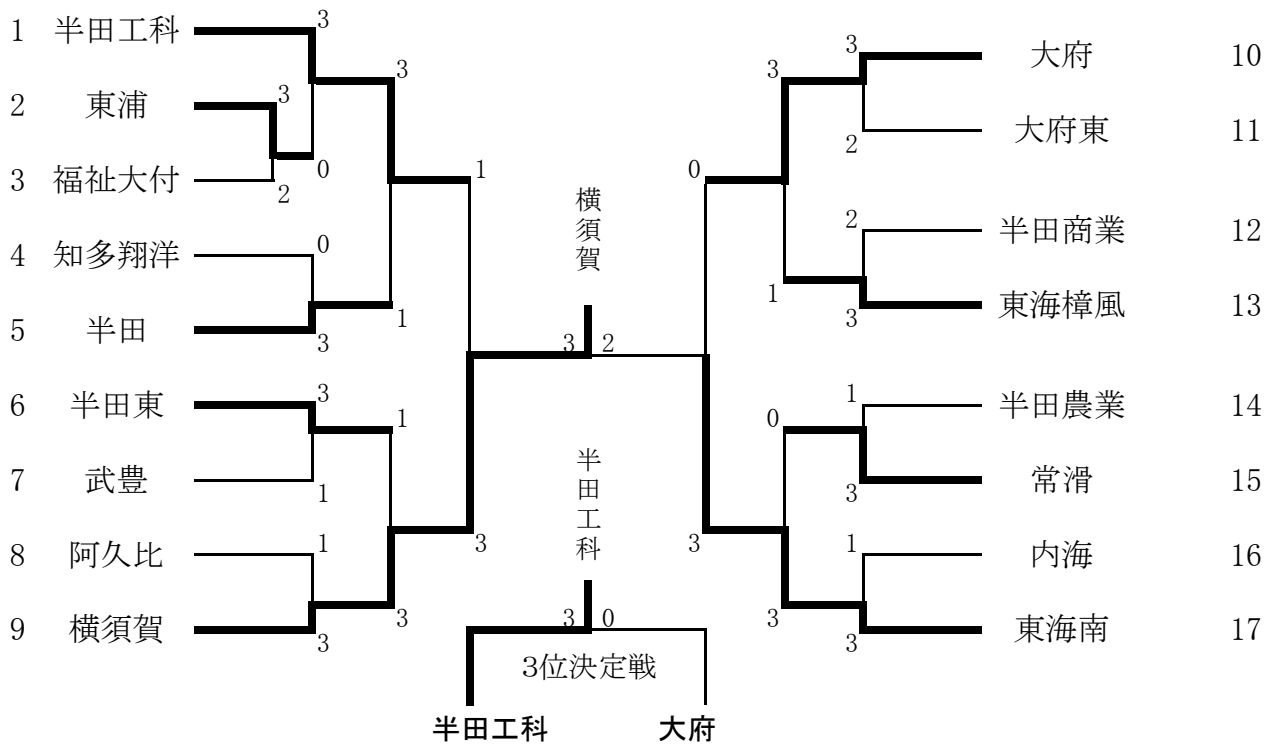 1 半田工科 3
2 東浦 3
3 福祉大付 2 0
3
4 知多翔洋 0
5 半田 3 1
1
6 半田東 3
7 武豊 1 1
8 阿久比 1
9 横須賀 3 3
3
横須賀
3 2
半田工科
3 0
3位決定戦
半田工科 大府
3 大府 10
2 大府東 11
3
0
2 半田商業 12
3 東海樟風 13
1
1 半田農業 14
3 常滑 15
0
3
1 内海 16
3 東海南 17
3